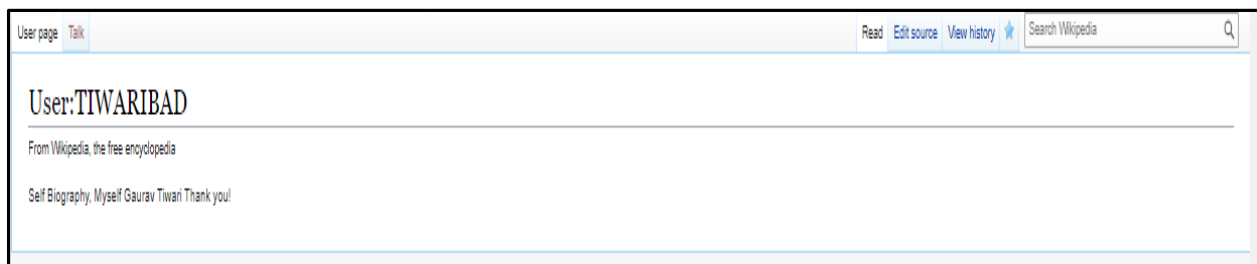 User page Talk Read Edit source View history Search Wikipedia
User:TIWARIBAD
From Wikipedia, the free encyclopedia
Self Biography, Myself Gaurav Tiwari Thank you!